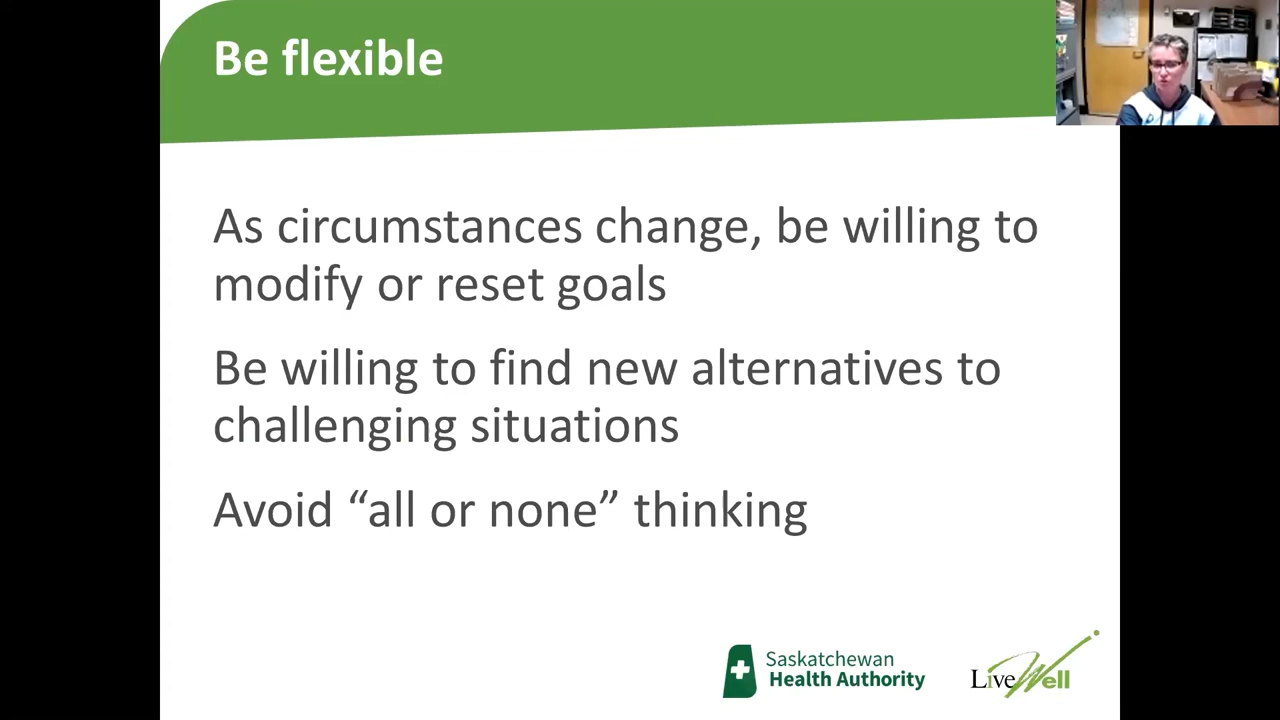 Be flexible
As circumstances change, be willing to
modify or reset goals
Be willing to find new alternatives to
challenging situations
Avoid “all or none” thinking
Saskatchewan
Health Authority
LiveWell